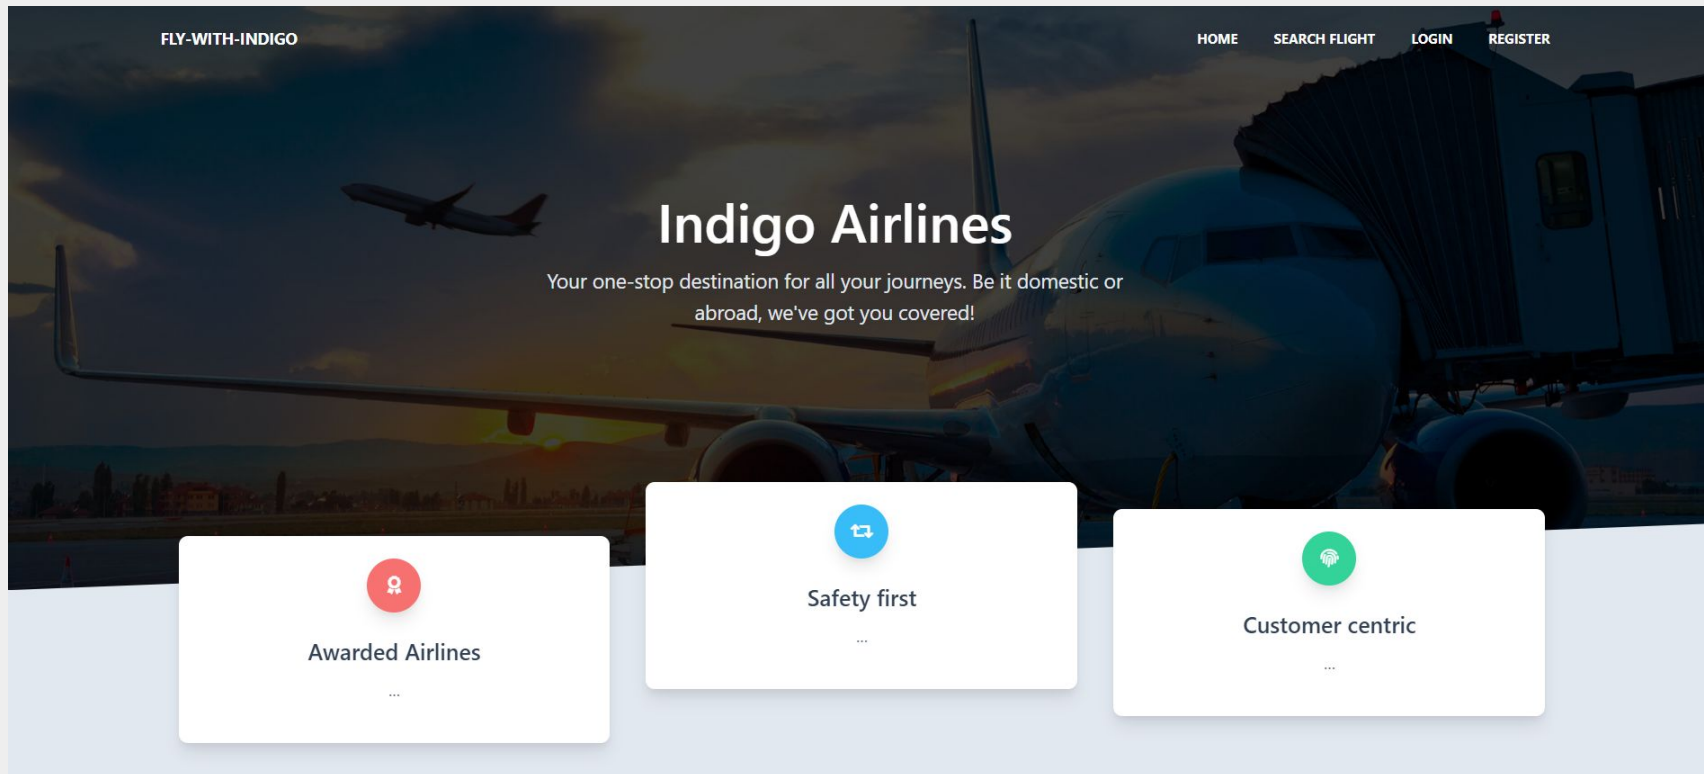 FLY-WITH-INDIGO
HOME SEARCH FLIGHT LOGIN REGISTER
Indigo Airlines
Your one-stop destination for all your journeys. Be it domestic or
abroad, we've got you covered!
Awarded Airlines
...
Safety first
...
Customer centric
...